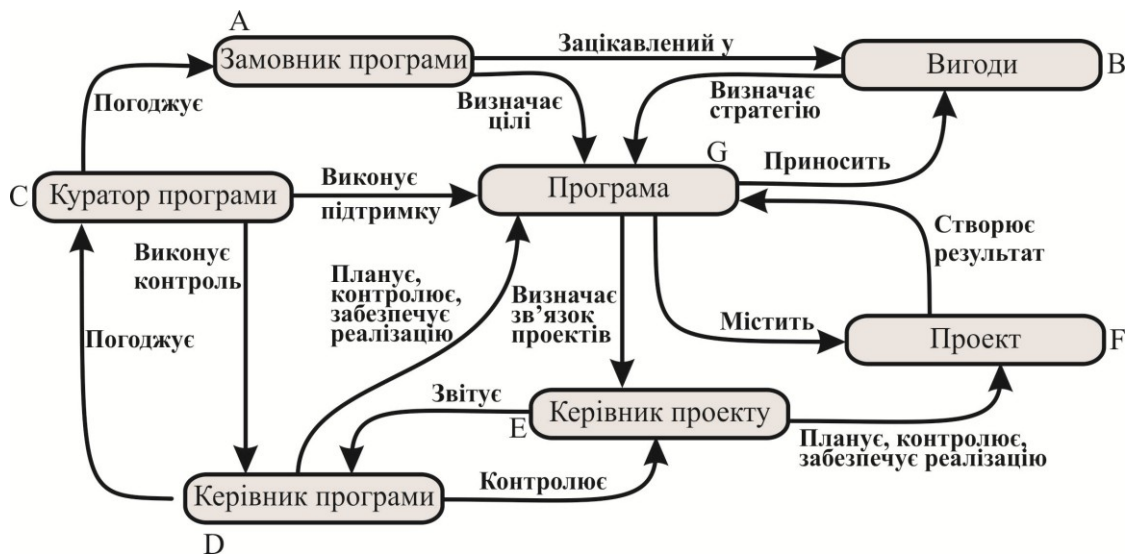 A
Замовник програми
Зацікавлений у
Вигоди
B
Погоджує
Визначає
цілі
Визначає
стратегію
G
C
Куратор програми
Виконує
підтримку
Програма
Приносить
Виконує
контроль
Планує,
контролює,
забезпечує
реалізацію
Визначає
зв’язок
проектів
Створює
результат
Погоджує
Містить
Проект
F
Звітує
E
Керівник проекту
Планує, контролює,
забезпечує реалізацію
Керівник програми
Контролює
D